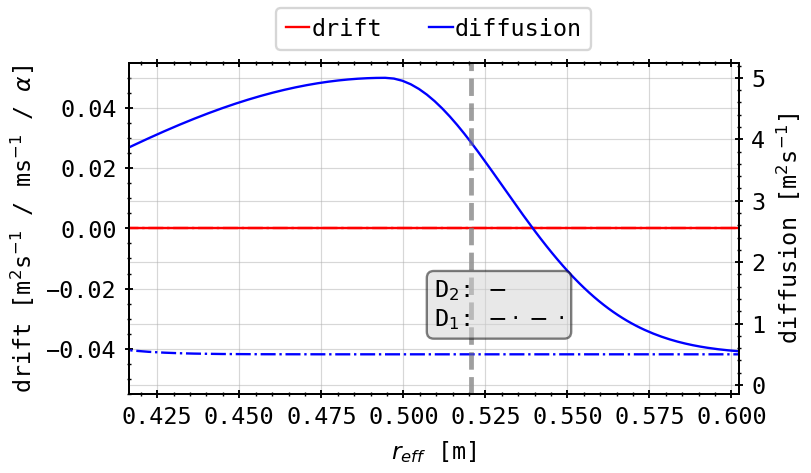 drift diffusion
drift [m²s⁻¹ / ms⁻¹ / α]
0.04
0.02
0.00
−0.02
−0.04
5
4
3
2
1
0
diffusion [m²s⁻¹]
D₂: —
D₁: — · — ·
0.425 0.450 0.475 0.500 0.525 0.550 0.575 0.600
r_eff [m]